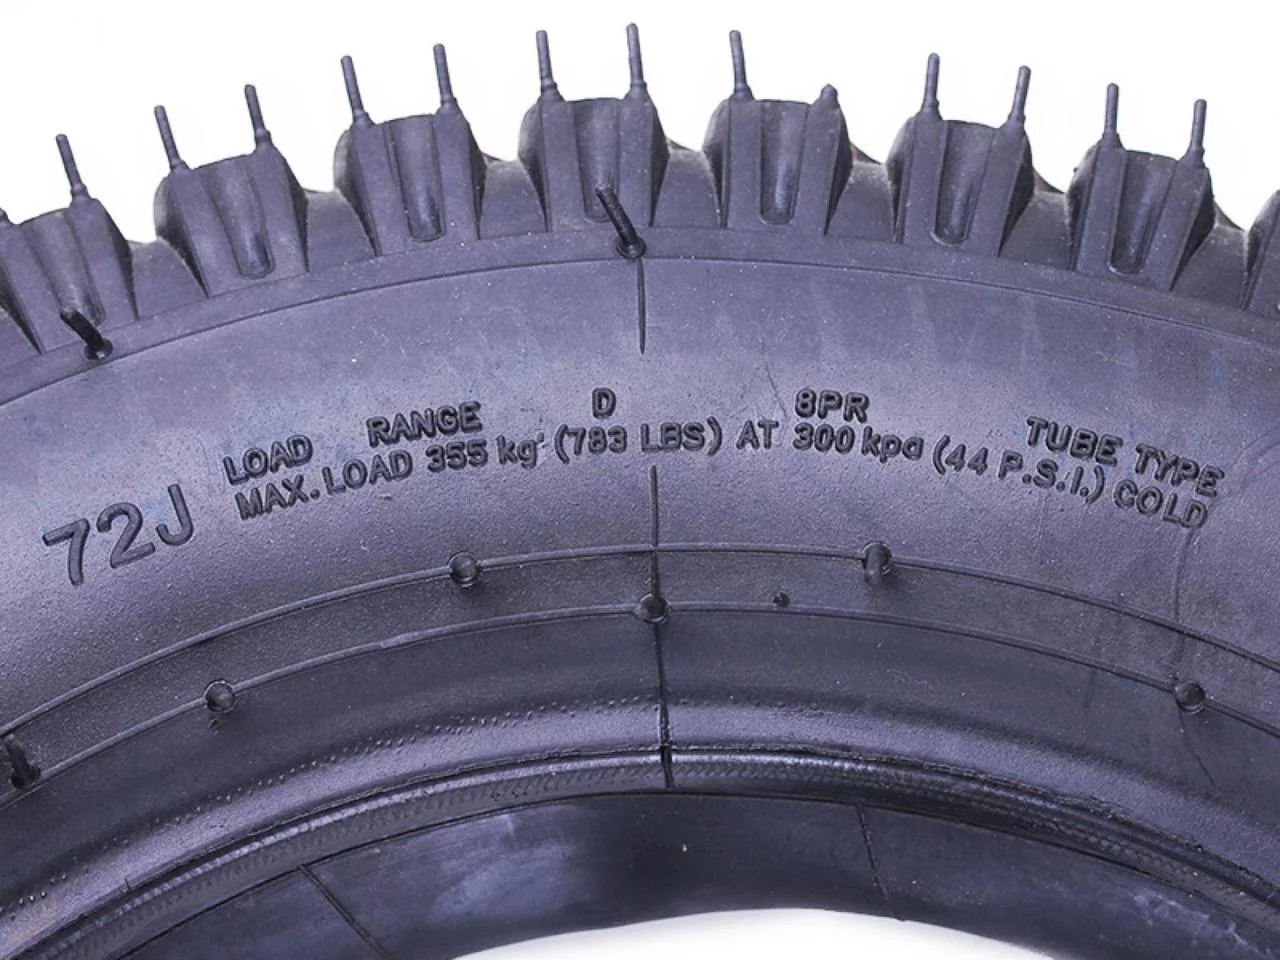 72J
LOAD RANGE D 8PR TUBE TYPE
MAX. LOAD 355 kg (783 LBS) AT 300 kpa (44 P.S.I.) COLD